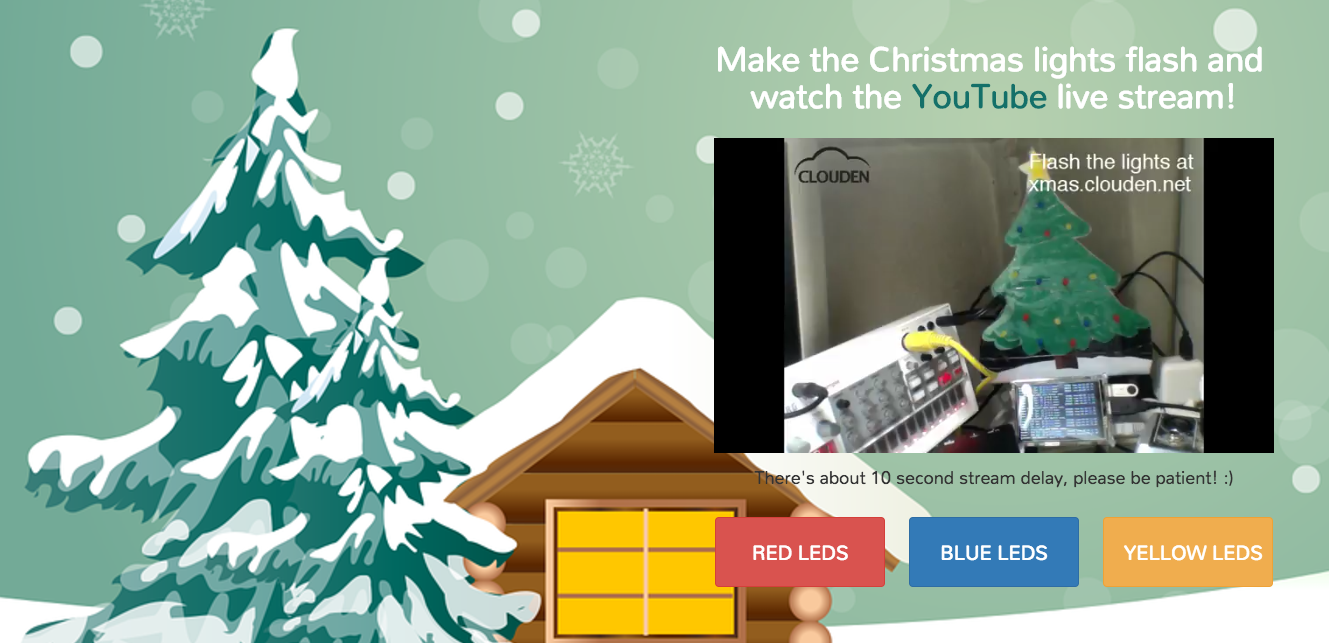 Make the Christmas lights flash and
watch the YouTube live stream!
CLOUDEN
Flash the lights at
xmas.clouden.net
There's about 10 second stream delay, please be patient! :)
RED LEDS
BLUE LEDS
YELLOW LEDS